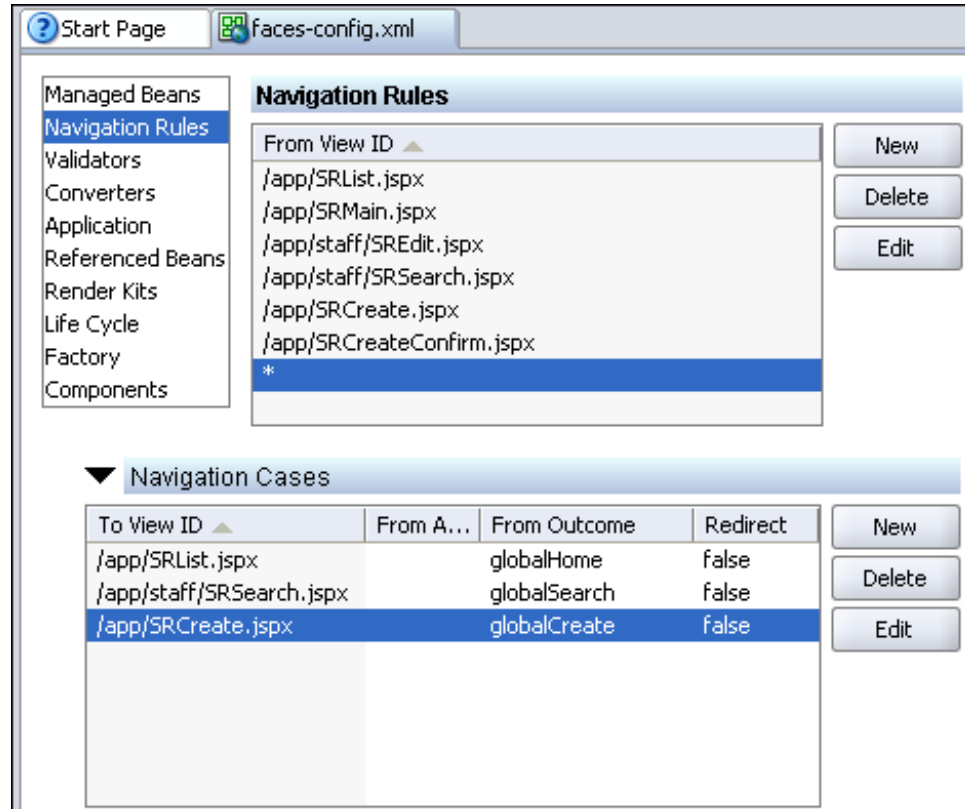 ? Start Page faces-config.xml
Managed Beans
Navigation Rules
Validators
Converters
Application
Referenced Beans
Render Kits
Life Cycle
Factory
Components
Navigation Rules
From View ID
/app/SRList.jspx
/app/SRMain.jspx
/app/staff/SREdit.jspx
/app/staff/SRSearch.jspx
/app/SRCreate.jspx
/app/SRCreateConfirm.jspx
*
New
Delete
Edit
Navigation Cases
To View ID From A... From Outcome Redirect
/app/SRList.jspx globalHome false
/app/staff/SRSearch.jspx globalSearch false
/app/SRCreate.jspx globalCreate false
New
Delete
Edit